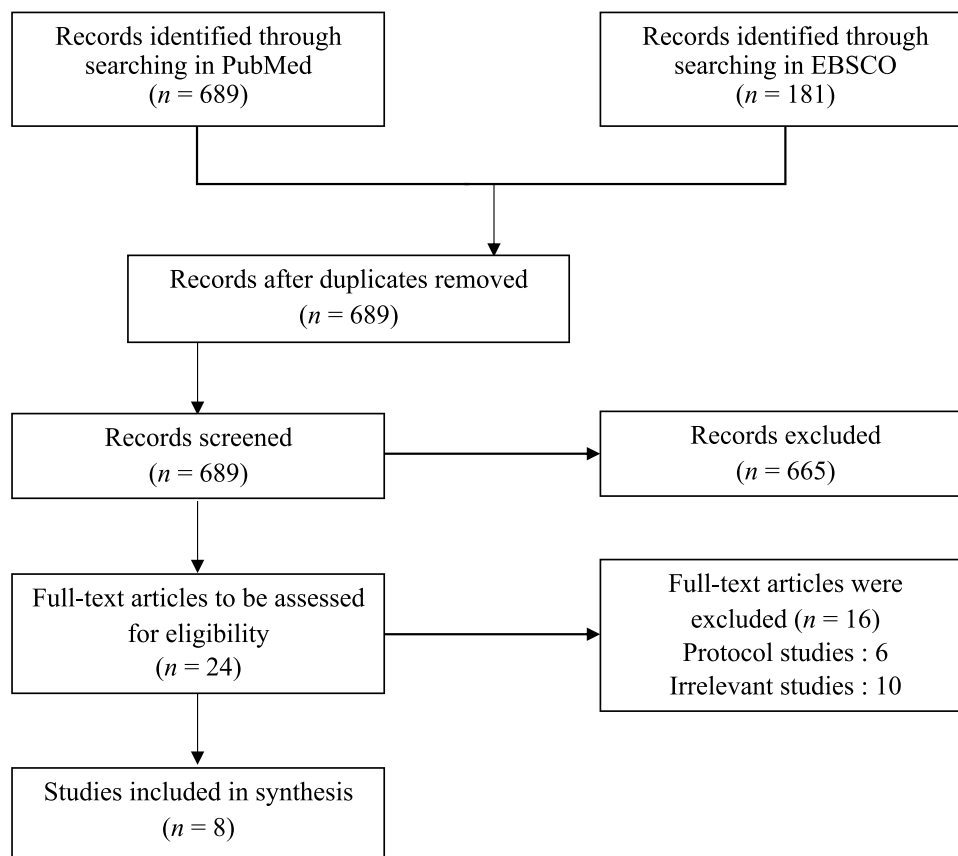 Records identified through
searching in PubMed
(n = 689)
Records identified through
searching in EBSCO
(n = 181)
Records after duplicates removed
(n = 689)
Records screened
(n = 689)
Records excluded
(n = 665)
Full-text articles to be assessed
for eligibility
(n = 24)
Full-text articles were
excluded (n = 16)
Protocol studies : 6
Irrelevant studies : 10
Studies included in synthesis
(n = 8)